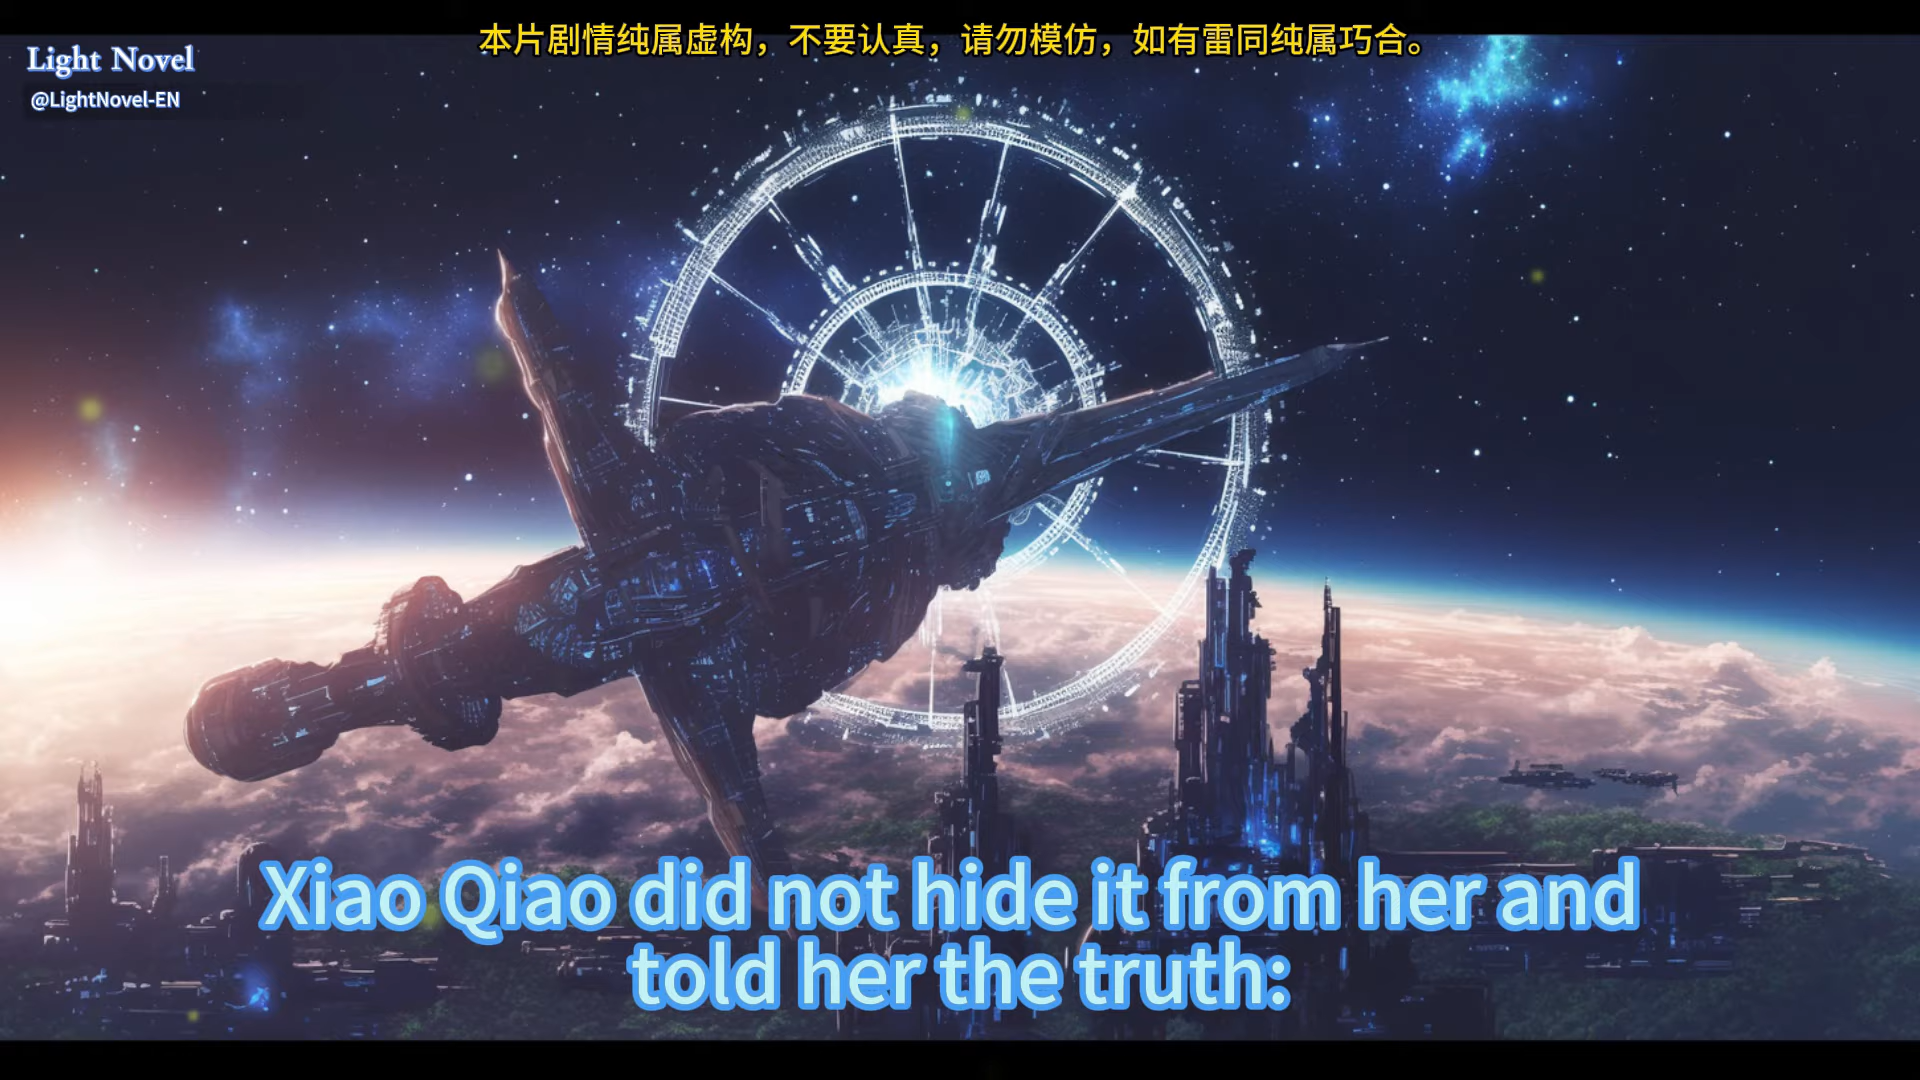 本片剧情纯属虚构，不要认真，请勿模仿，如有雷同纯属巧合。
Light Novel
@LightNovel-EN
Xiao Qiao did not hide it from her and
told her the truth: